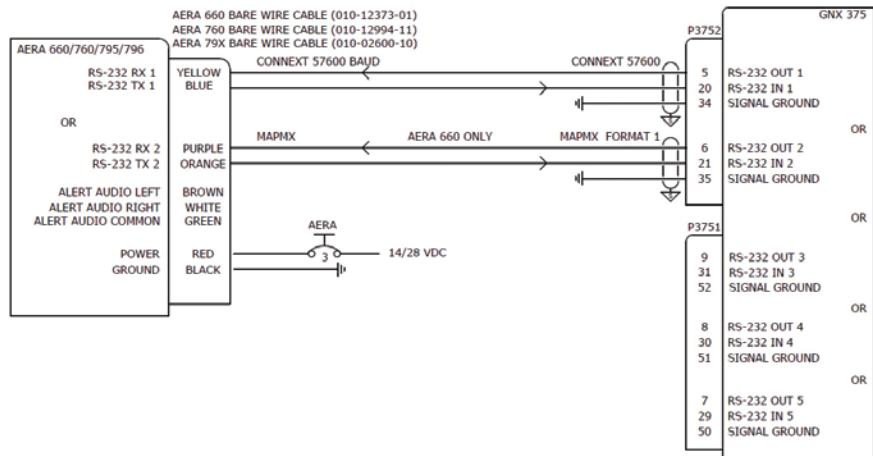 AERA 660 BARE WIRE CABLE (010-12373-01)
AERA 760 BARE WIRE CABLE (010-12994-11)
AERA 79X BARE WIRE CABLE (010-02600-10)
GNX 375
P3752
AERA 660/760/795/796
CONNEXT 57600 BAUD
CONNEXT 57600
RS-232 RX 1 YELLOW
5 RS-232 OUT 1
RS-232 TX 1 BLUE
20 RS-232 IN 1
34 SIGNAL GROUND
OR
OR
MAPMX
AERA 660 ONLY
MAPMX FORMAT 1
RS-232 RX 2 PURPLE
6 RS-232 OUT 2
RS-232 TX 2 ORANGE
21 RS-232 IN 2
35 SIGNAL GROUND
ALERT AUDIO LEFT BROWN
ALERT AUDIO RIGHT WHITE
ALERT AUDIO COMMON GREEN
OR
AERA
P3751
POWER RED
3
14/28 VDC
GROUND BLACK
9 RS-232 OUT 3
31 RS-232 IN 3
52 SIGNAL GROUND
OR
8 RS-232 OUT 4
30 RS-232 IN 4
51 SIGNAL GROUND
OR
7 RS-232 OUT 5
29 RS-232 IN 5
50 SIGNAL GROUND